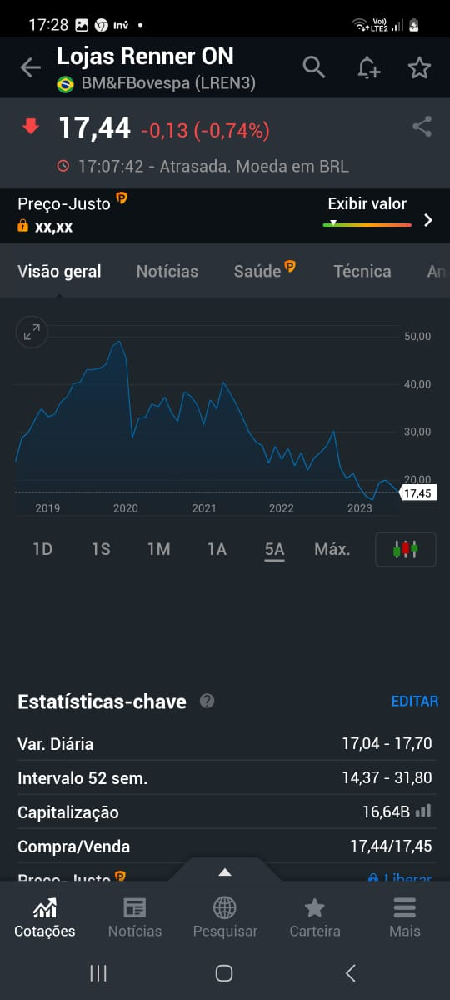 17:28 Inv
Vo)) LTE2
Lojas Renner ON
BM&FBovespa (LREN3)
17,44 -0,13 (-0,74%)
17:07:42 - Atrasada. Moeda em BRL
Preço-Justo P Exibir valor
xx,xx
Visão geral Notícias Saúde P Técnica An
50,00
40,00
30,00
20,00
17,45
2019 2020 2021 2022 2023
1D 1S 1M 1A 5A Máx.
Estatísticas-chave ? EDITAR
Var. Diária 17,04 - 17,70
Intervalo 52 sem. 14,37 - 31,80
Capitalização 16,64B
Compra/Venda 17,44/17,45
Preço-Justo P Liberar
Cotações Notícias Pesquisar Carteira Mais